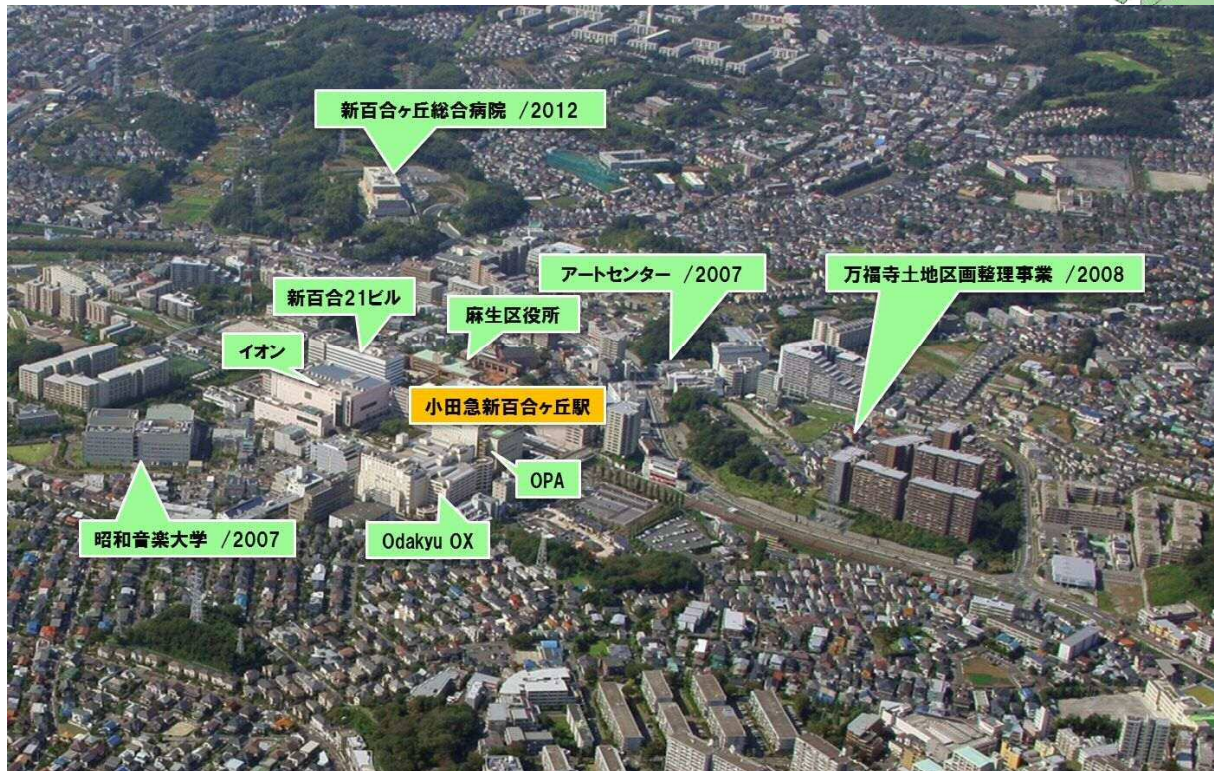 新百合ヶ丘総合病院 /2012
アートセンター /2007
万福寺土地区画整理事業 /2008
新百合21ビル
麻生区役所
イオン
小田急新百合ヶ丘駅
OPA
昭和音楽大学 /2007
Odakyu OX